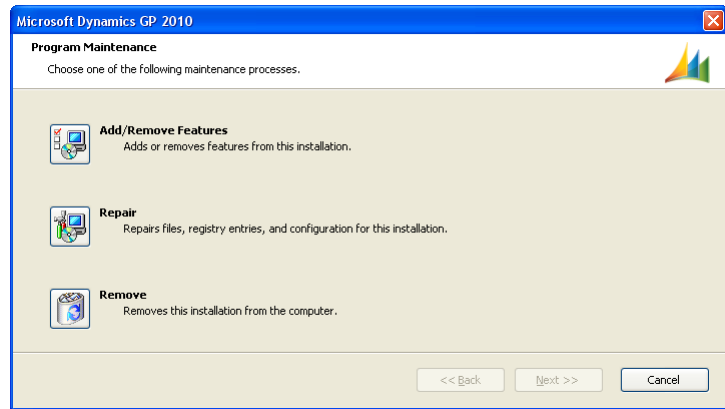 Microsoft Dynamics GP 2010
Program Maintenance
Choose one of the following maintenance processes.
Add/Remove Features
Adds or removes features from this installation.
Repair
Repairs files, registry entries, and configuration for this installation.
Remove
Removes this installation from the computer.
<< Back
Next >>
Cancel